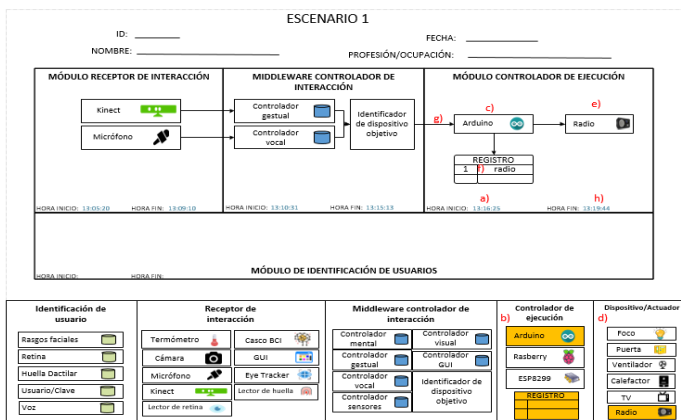 ESCENARIO 1
ID:
FECHA:
NOMBRE:
PROFESIÓN/OCUPACIÓN:
MÓDULO RECEPTOR DE INTERACCIÓN
MIDDLEWARE CONTROLADOR DE
INTERACCIÓN
MÓDULO CONTROLADOR DE EJECUCIÓN
Kinect
Micrófono
Controlador
gestual
Controlador
vocal
Identificador
de dispositivo
objetivo
g)
c)
Arduino
e)
Radio
REGISTRO
1 f) radio
a)
h)
HORA INICIO: 13:05:20
HORA FIN: 13:09:10
HORA INICIO: 13:10:31
HORA FIN: 13:15:13
HORA INICIO: 13:16:25
HORA FIN: 13:19:44
HORA INICIO:
HORA FIN:
MÓDULO DE IDENTIFICACIÓN DE USUARIOS
Identificación de
usuario
Rasgos faciales
Retina
Huella Dactilar
Usuario/Clave
Voz
Receptor de
interacción
Termómetro
Casco BCI
Cámara
GUI
Micrófono
Eye Tracker
Kinect
Lector de huella
Lector de retina
Middleware controlador de
interacción
Controlador
mental
Controlador
visual
Controlador
gestual
Controlador
GUI
Controlador
vocal
Controlador
sensores
Identificador de
dispositivo
objetivo
Controlador de
ejecución
b)
Arduino
Rasberry
ESP8299
REGISTRO
Dispositivo/Actuador
d)
Foco
Puerta
Ventilador
Calefactor
TV
Radio